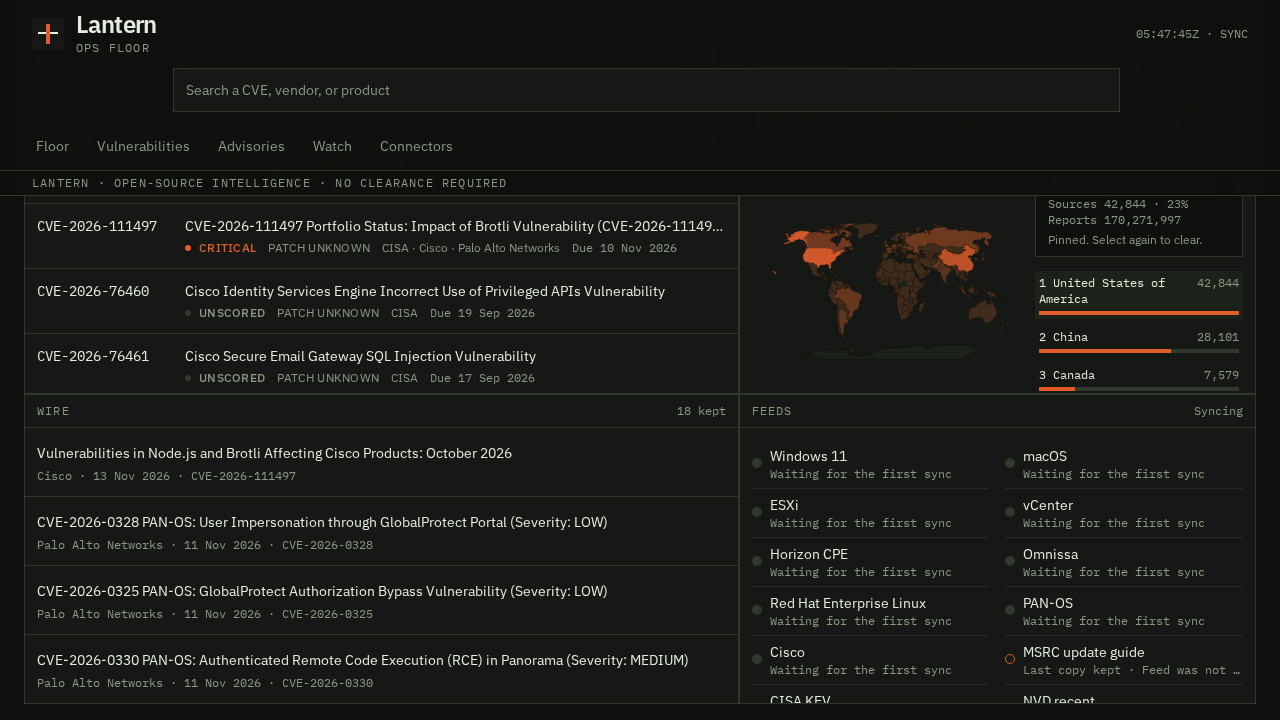 Lantern
OPS FLOOR
05:47:45Z · SYNC
Search a CVE, vendor, or product
Floor
Vulnerabilities
Advisories
Watch
Connectors
LANTERN · OPEN-SOURCE INTELLIGENCE · NO CLEARANCE REQUIRED
CVE-2026-111497
CVE-2026-111497 Portfolio Status: Impact of Brotli Vulnerability (CVE-2026-11149…
CRITICAL PATCH UNKNOWN CISA · Cisco · Palo Alto Networks Due 10 Nov 2026
CVE-2026-76460
Cisco Identity Services Engine Incorrect Use of Privileged APIs Vulnerability
UNSCORED PATCH UNKNOWN CISA Due 19 Sep 2026
CVE-2026-76461
Cisco Secure Email Gateway SQL Injection Vulnerability
UNSCORED PATCH UNKNOWN CISA Due 17 Sep 2026
Sources 42,844 · 23%
Reports 170,271,997
Pinned. Select again to clear.
1 United States of America 42,844
2 China 28,101
3 Canada 7,579
WIRE
18 kept
Vulnerabilities in Node.js and Brotli Affecting Cisco Products: October 2026
Cisco · 13 Nov 2026 · CVE-2026-111497
CVE-2026-0328 PAN-OS: User Impersonation through GlobalProtect Portal (Severity: LOW)
Palo Alto Networks · 11 Nov 2026 · CVE-2026-0328
CVE-2026-0325 PAN-OS: GlobalProtect Authorization Bypass Vulnerability (Severity: LOW)
Palo Alto Networks · 11 Nov 2026 · CVE-2026-0325
CVE-2026-0330 PAN-OS: Authenticated Remote Code Execution (RCE) in Panorama (Severity: MEDIUM)
Palo Alto Networks · 11 Nov 2026 · CVE-2026-0330
FEEDS
Syncing
Windows 11
Waiting for the first sync
macOS
Waiting for the first sync
ESXi
Waiting for the first sync
vCenter
Waiting for the first sync
Horizon CPE
Waiting for the first sync
Omnissa
Waiting for the first sync
Red Hat Enterprise Linux
Waiting for the first sync
PAN-OS
Waiting for the first sync
Cisco
Waiting for the first sync
MSRC update guide
Last copy kept · Feed was not …
CISA KEV
NVD recent